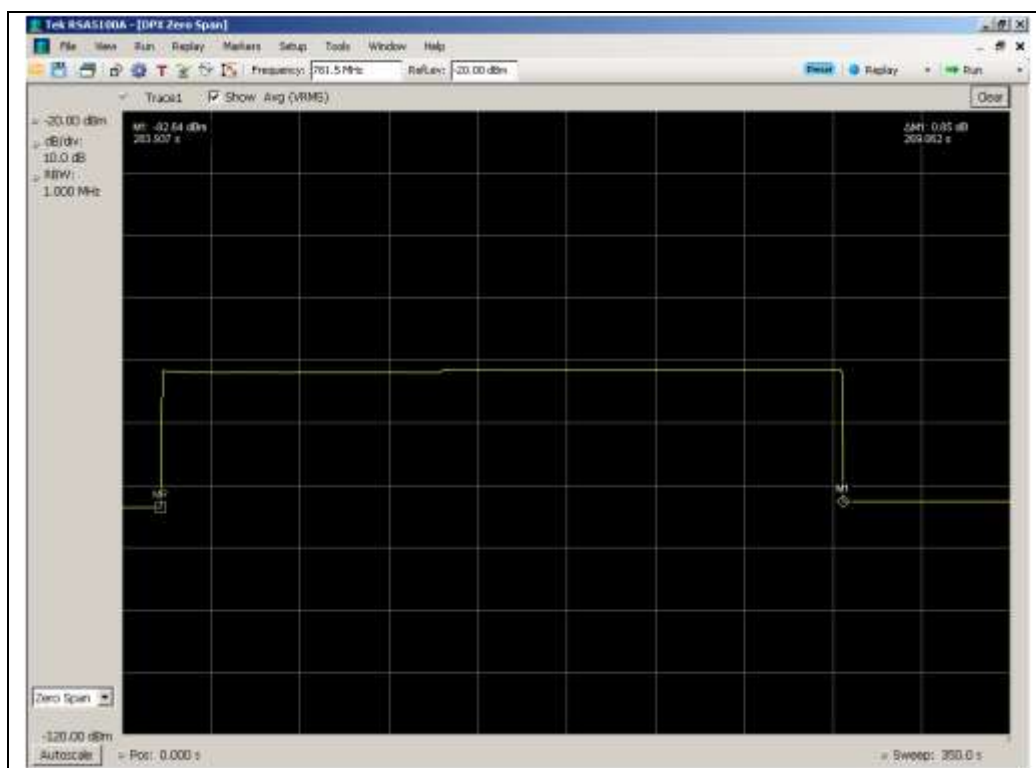 Tek RSA5100A - [DPX Zero Span]
File View Run Replay Markers Setup Tools Window Help
Frequency: 761.5 MHz RefLev: -20.00 dBm Preset Replay Run
Trace1 Show Avg (VRMS) Clear
-20.00 dBm
dB/div:
10.0 dB
RBW:
1.000 MHz
M1: -82.64 dBm
283.907 s
ΔM1: 0.85 dB
269.062 s
MR
M1
Zero Span
-120.00 dBm
Autoscale Pos: 0.000 s Sweep: 350.0 s